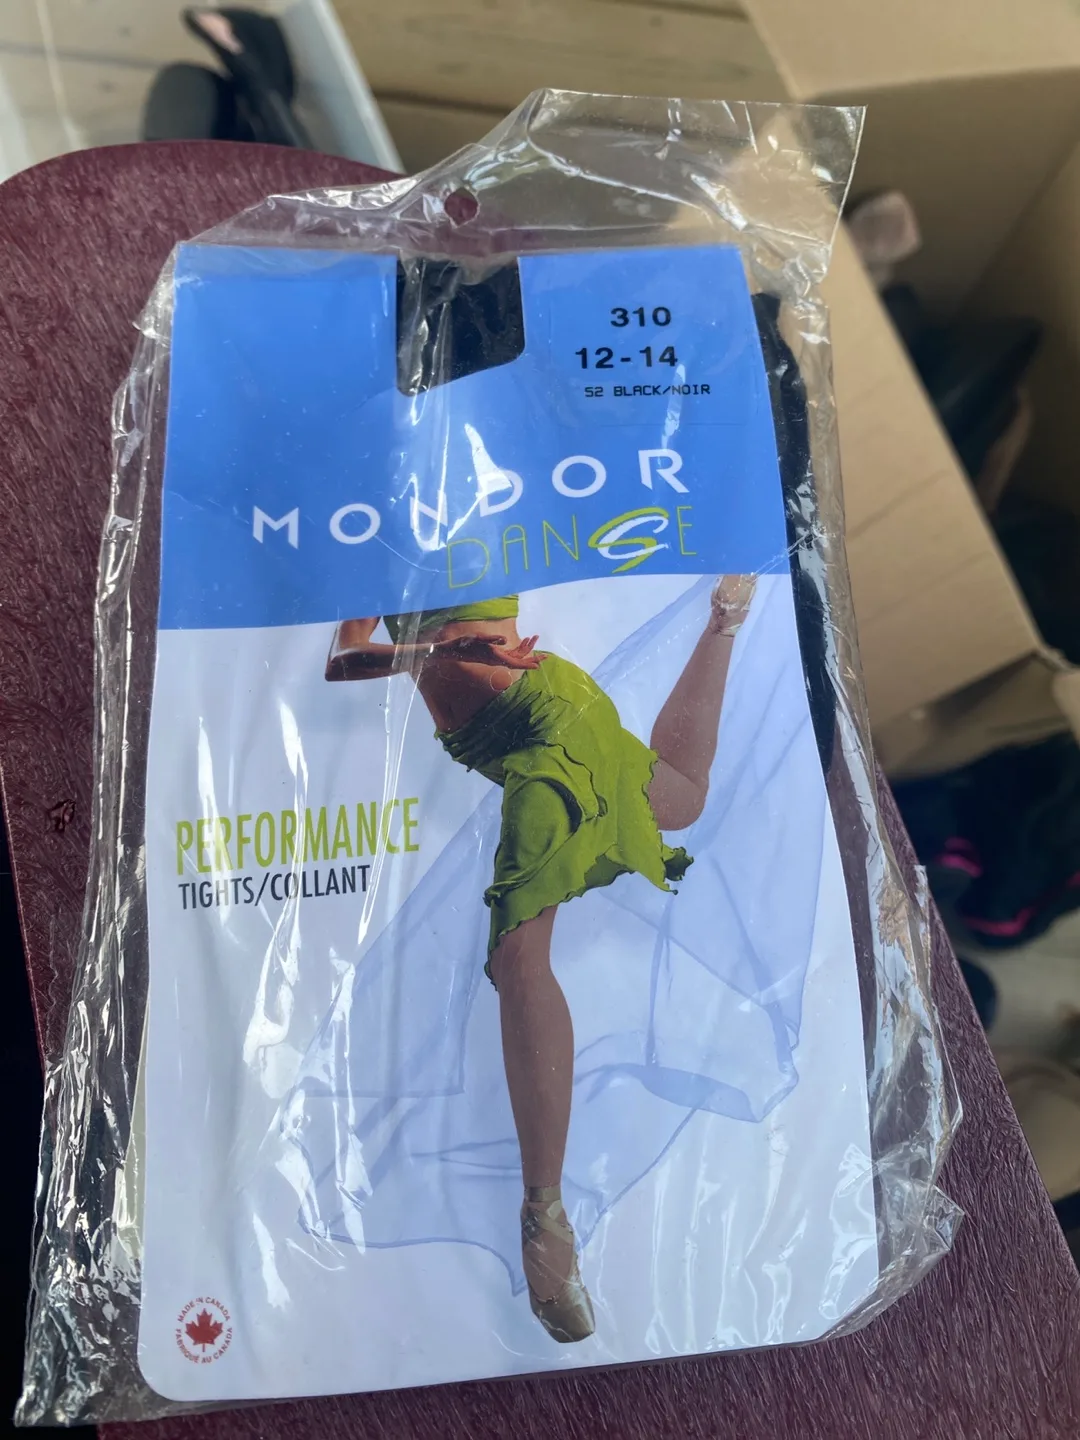 310
12-14
52 BLACK/NOIR
MONDOR
DANSE
PERFORMANCE
TIGHTS/COLLANT
MADE IN CANADA
FABRIQUÉ AU CANADA